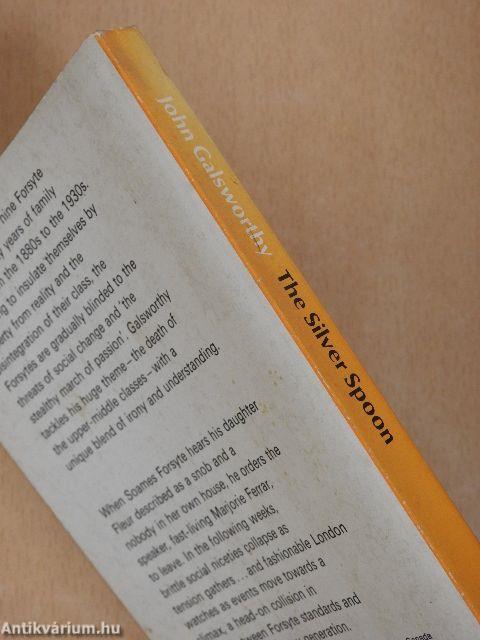 John Galsworthy The Silver Spoon
nine Forsyte
years of family
the 1880s to the 1930s.
to insulate themselves by
from reality and the
disintegration of their class, the
Forsytes are gradually blinded to the
threats of social change and 'the
stealthy march of passion'. Galsworthy
tackles his huge theme – the death of
the upper-middle classes – with a
unique blend of irony and understanding.
When Soames Forsyte hears his daughter
Fleur described as a snob and a
nobody in her own house, he orders the
speaker, fast-living Marjorie Ferrar,
to leave. In the following weeks,
brittle social niceties collapse as
tension gathers . . . and fashionable London
watches as events move towards a
climax, a head-on collision in
between Forsyte standards and
generation.
Canada
Antikvárium.hu